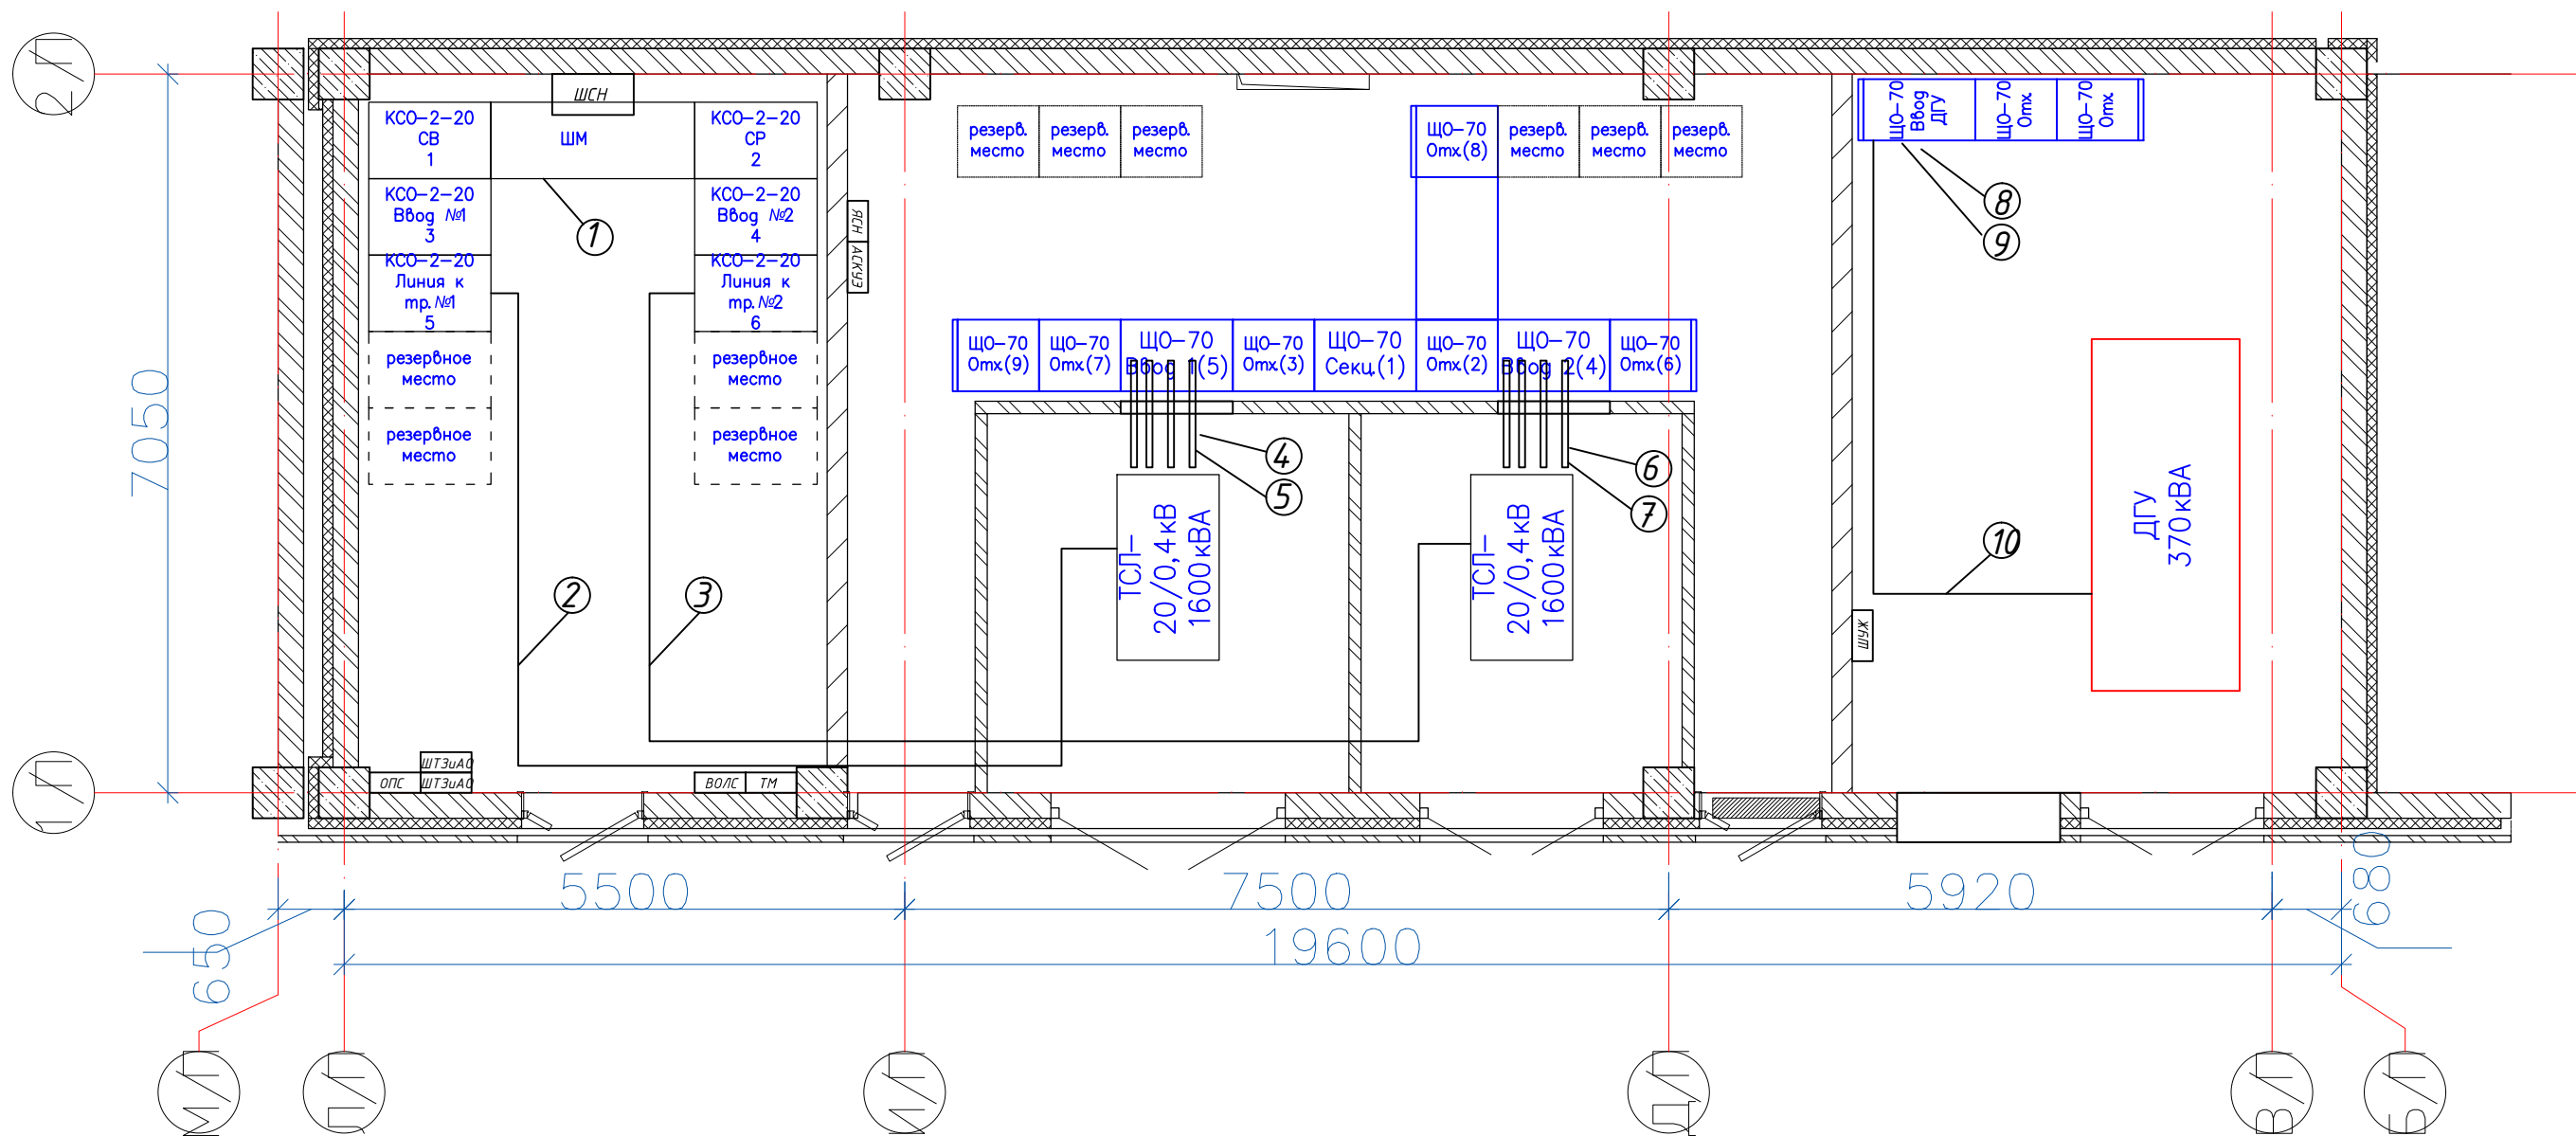 2/П
1/П
7050
ШСН
КСО-2-20
СВ
1
ШМ
КСО-2-20
СР
2
КСО-2-20
Ввод №1
3
КСО-2-20
Ввод №2
4
КСО-2-20
Линия к
тр.№1
5
КСО-2-20
Линия к
тр.№2
6
резервное
место
резервное
место
резервное
место
резервное
место
1
2
3
ЯСН
АСКУЭ
ОПС
ШТЗиАО
ШТЗиАО
ВОЛС
ТМ
резерв.
место
резерв.
место
резерв.
место
ЩО-70
Отх.(8)
резерв.
место
резерв.
место
резерв.
место
ЩО-70
Отх.(9)
ЩО-70
Отх.(7)
ЩО-70
Ввод 1(5)
ЩО-70
Отх.(3)
ЩО-70
Секц.(1)
ЩО-70
Отх.(2)
ЩО-70
Ввод 2(4)
ЩО-70
Отх.(6)
4
5
6
7
ТСЛ-
20/0,4кВ
1600кВА
ТСЛ-
20/0,4кВ
1600кВА
ЩО-70
Ввод
ДГУ
ЩО-70
Отх.
ЩО-70
Отх.
8
9
10
ДГУ
370кВА
ШУЖ
650
5500
7500
5920
680
19600
М/П
Л/П
И/П
Д/П
В/П
Б/П